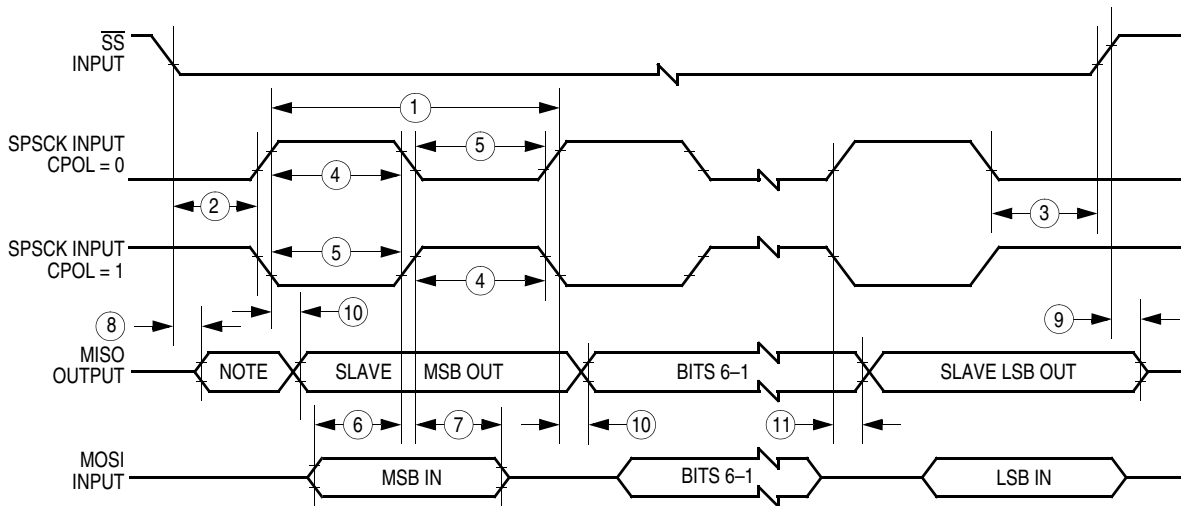 SS
INPUT
1
SPSCK INPUT
CPOL = 0
5
4
2
3
SPSCK INPUT
CPOL = 1
5
4
8
10
9
MISO
OUTPUT
NOTE
SLAVE MSB OUT
BITS 6–1
SLAVE LSB OUT
6
7
10
11
MOSI
INPUT
MSB IN
BITS 6–1
LSB IN